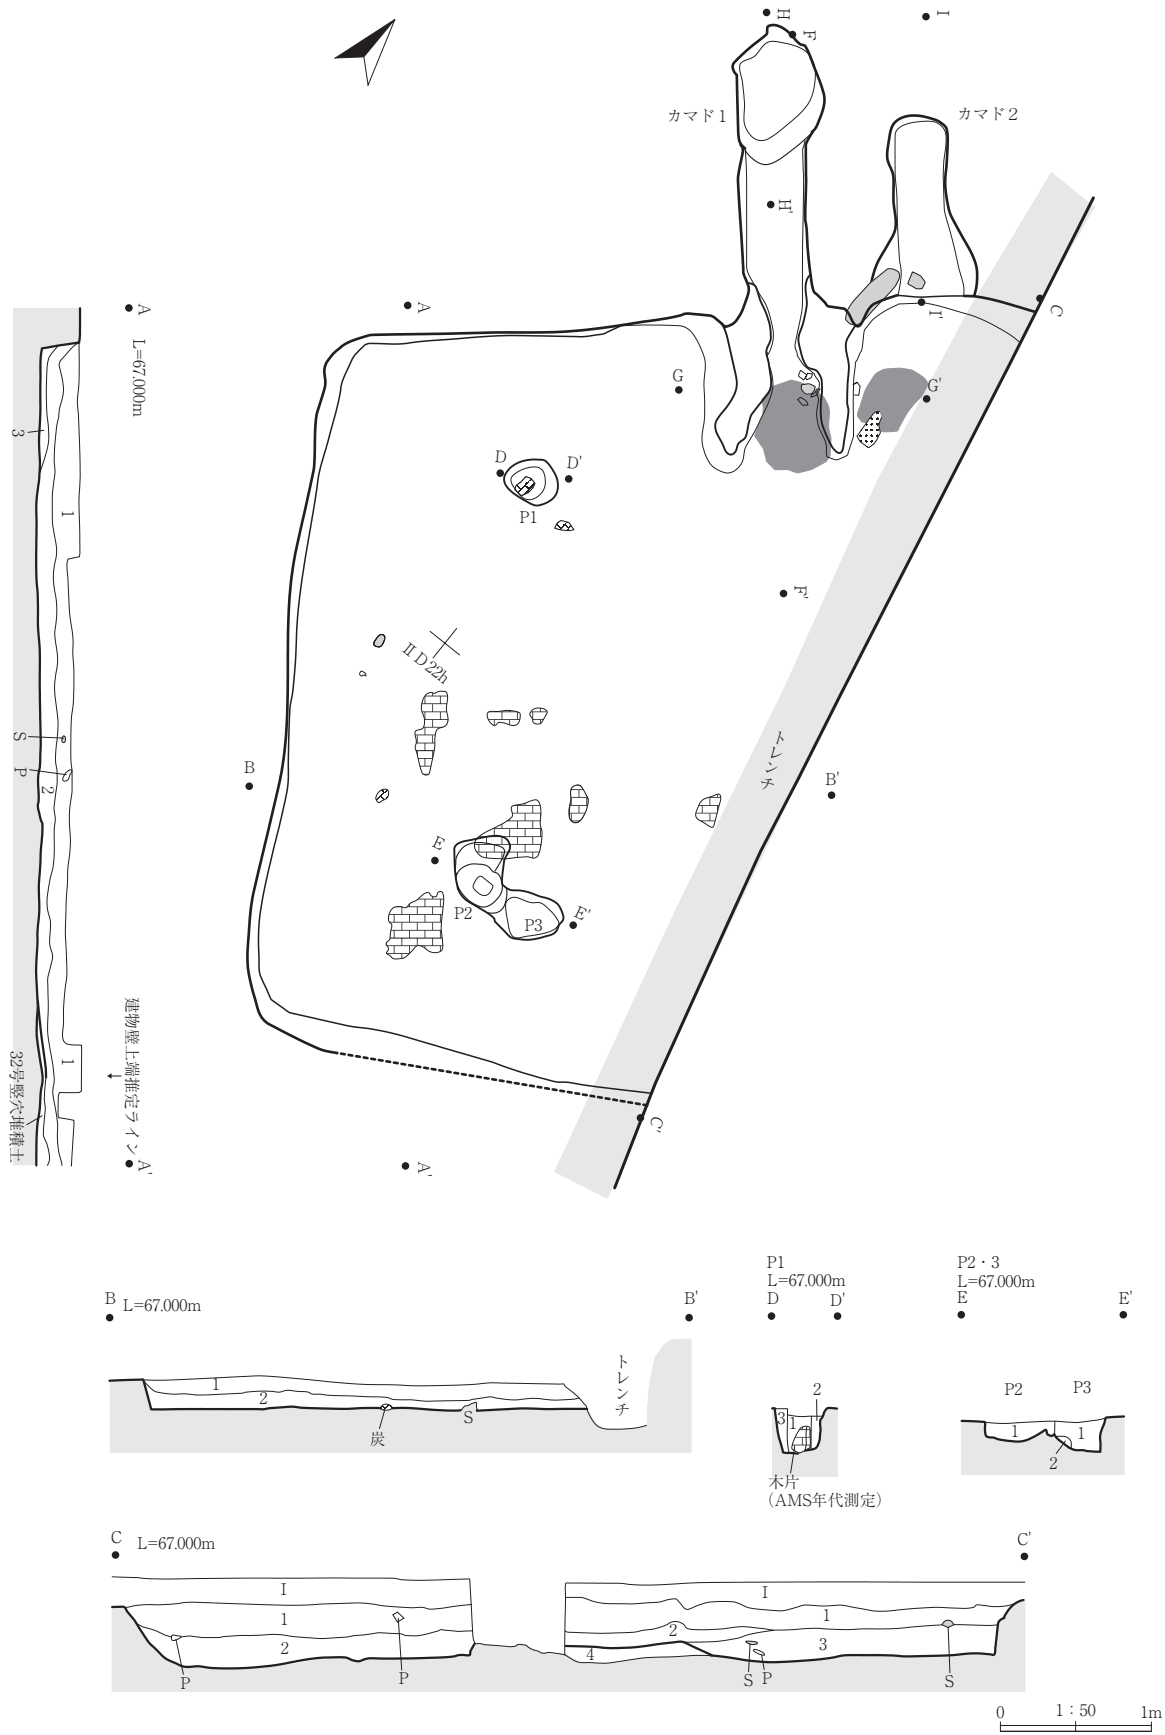 H
F
I
カマド1
カマド2
H'
A
L=67.000m
A
C
I'
G
G'
3
1
D
D'
P1
F'
ⅡD22h
S
P
2
トレンチ
B
B'
E
P2
P3
E'
1
32号竪穴堆積土
建物壁上端推定ライン
A'
A'
C'
B L=67.000m
B'
1
2
炭
S
トレンチ
P1
L=67.000m
D
D'
2
3
1
木片
(AMS年代測定)
P2・3
L=67.000m
E
E'
P2
P3
1
1
2
C L=67.000m
C'
I
I
1
1
2
2
3
4
P
P
S
P
S
0
1：50
1m